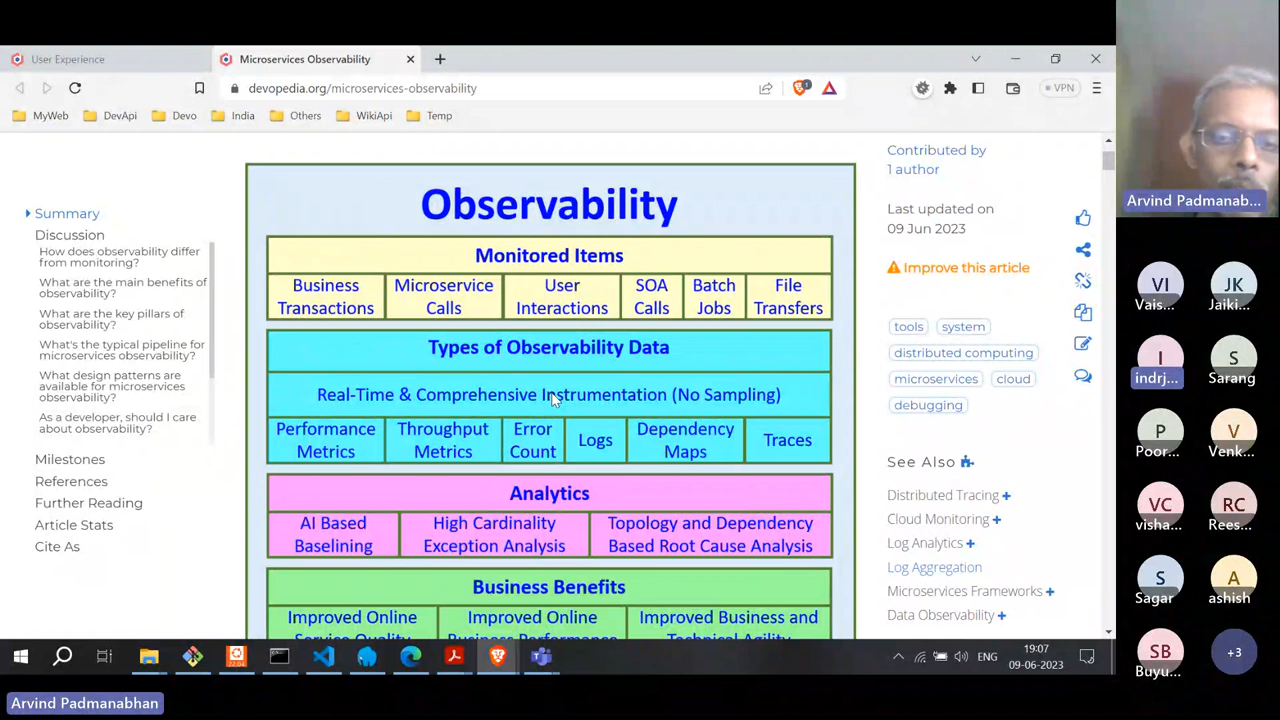 User Experience
Microservices Observability
devopedia.org/microservices-observability
VPN
MyWeb
DevApi
Devo
India
Others
WikiApi
Temp
Summary
Discussion
How does observability differ
from monitoring?
What are the main benefits of
observability?
What are the key pillars of
observability?
What's the typical pipeline for
microservices observability?
What design patterns are
available for microservices
observability?
As a developer, should I care
about observability?
Milestones
References
Further Reading
Article Stats
Cite As
Observability
Monitored Items
Business
Transactions
Microservice
Calls
User
Interactions
SOA
Calls
Batch
Jobs
File
Transfers
Types of Observability Data
Real-Time & Comprehensive Instrumentation (No Sampling)
Performance
Metrics
Throughput
Metrics
Error
Count
Logs
Dependency
Maps
Traces
Analytics
AI Based
Baselining
High Cardinality
Exception Analysis
Topology and Dependency
Based Root Cause Analysis
Business Benefits
Improved Online
Service Quality
Improved Online
Business Performance
Improved Business and
Technical Agility
Contributed by
1 author
Last updated on
09 Jun 2023
Improve this article
tools
system
distributed computing
microservices
cloud
debugging
See Also
Distributed Tracing +
Cloud Monitoring +
Log Analytics +
Log Aggregation
Microservices Frameworks +
Data Observability +
22.04
ENG
19:07
09-06-2023
Arvind Padmanabhan
Arvind Padmanab...
VI
Vais...
JK
Jaiki...
I
indrj...
S
Sarang
P
Poor...
V
Venk...
VC
visha...
RC
Rees...
S
Sagar
A
ashish
SB
Buyu...
+3